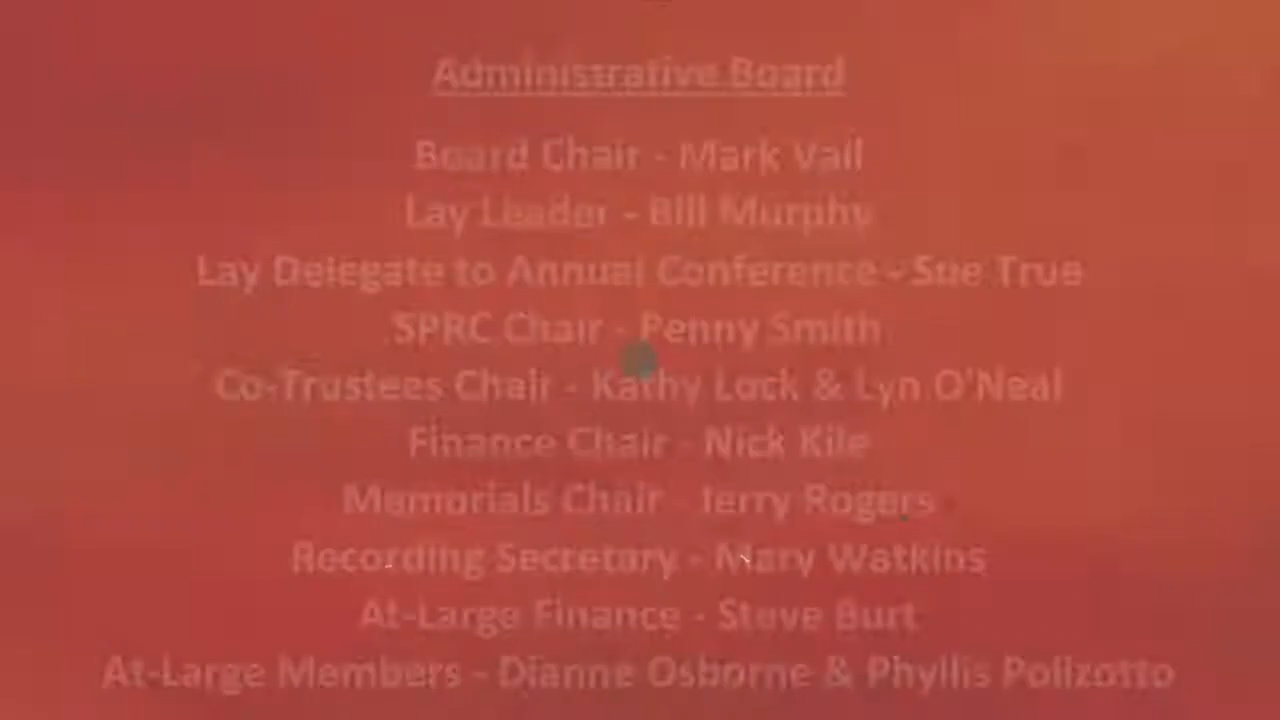 Administrative Board
Board Chair - Mark Vail
Lay Leader - Bill Murphy
Lay Delegate to Annual Conference - Sue True
SPRC Chair - Penny Smith
Co-Trustees Chair - Kathy Lock & Lyn O'Neal
Finance Chair - Nick Kile
Memorials Chair - Jerry Rogers
Recording Secretary - Mary Watkins
At-Large Finance - Steve Burt
At-Large Members - Dianne Osborne & Phyllis Polizotto